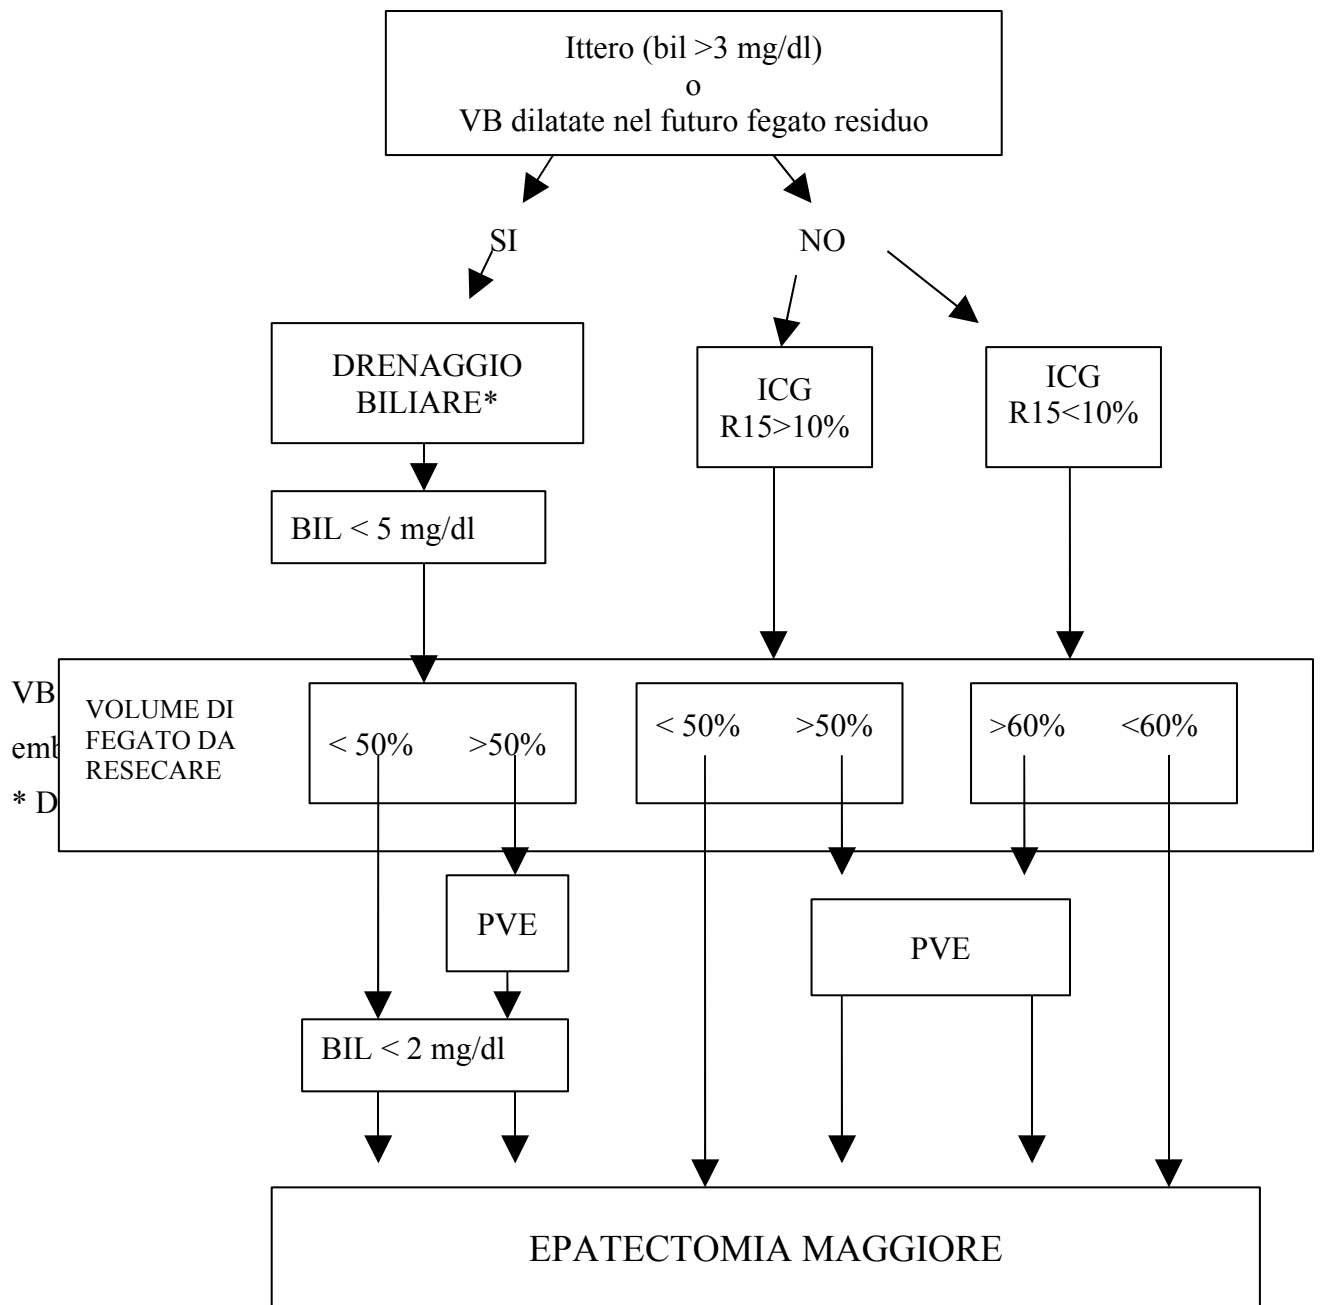 Ittero (bil >3 mg/dl)
o
VB dilatate nel futuro fegato residuo
SI
NO
DRENAGGIO
BILIARE*
ICG
R15>10%
ICG
R15<10%
BIL < 5 mg/dl
VB
emb
* D
VOLUME DI
FEGATO DA
RESECARE
< 50% >50%
< 50% >50%
>60% <60%
PVE
PVE
BIL < 2 mg/dl
EPATECTOMIA MAGGIORE